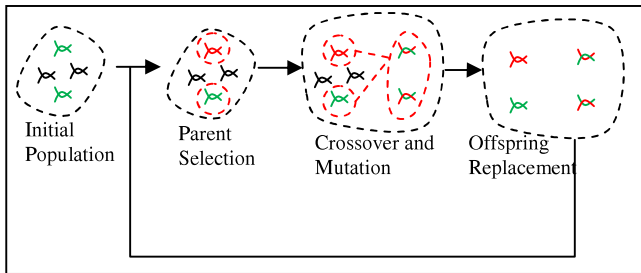 Initial
Population
Parent
Selection
Crossover and
Mutation
Offspring
Replacement